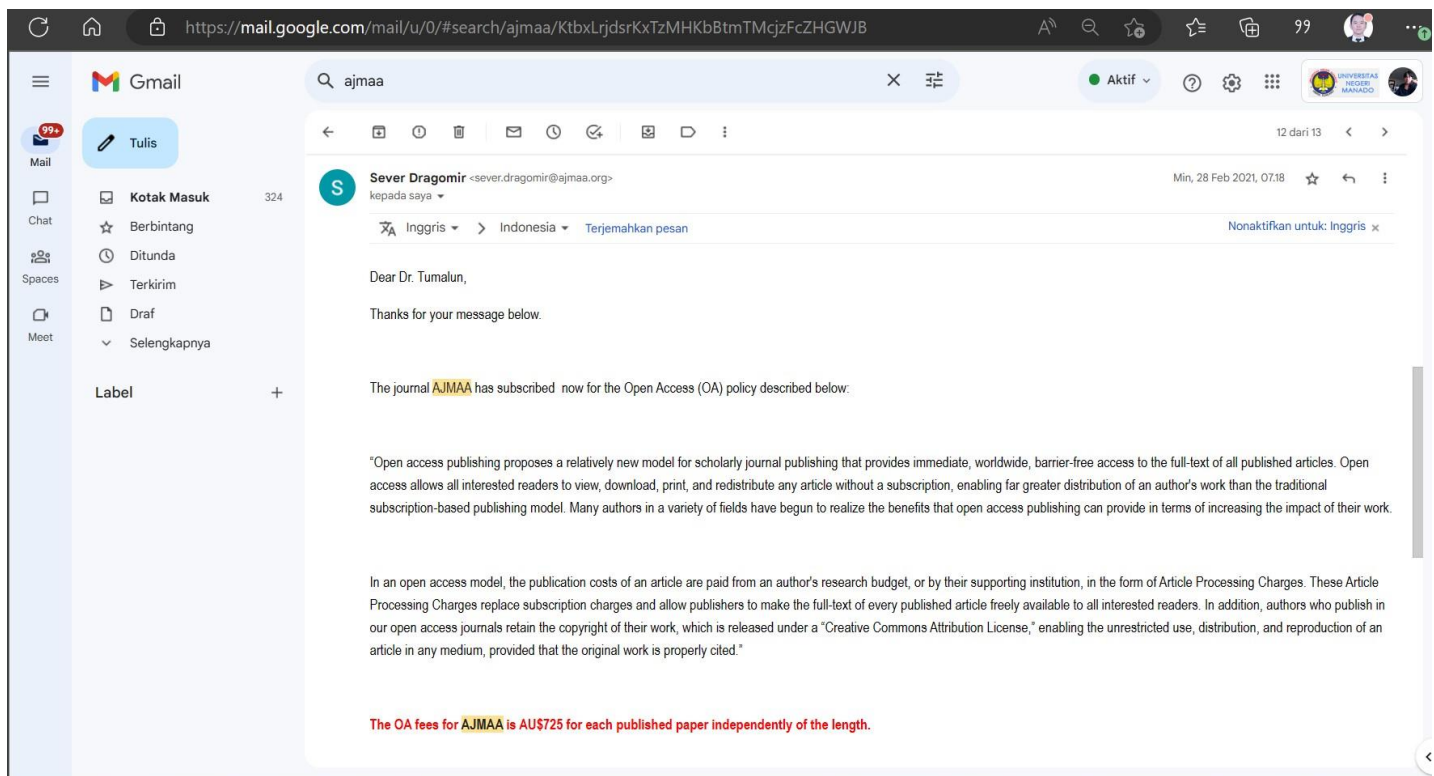 https://mail.google.com/mail/u/0/#search/ajmaa/KtbxLrjdsrKxTzMHKbBtmTMcjzFcZHGWJB
Gmail
ajmaa
Aktif
UNIVERSITAS
NEGERI
MANADO
99+
Mail
Chat
Spaces
Meet
Tulis
Kotak Masuk 324
Berbintang
Ditunda
Terkirim
Draf
Selengkapnya
Label +
12 dari 13
S
Sever Dragomir <sever.dragomir@ajmaa.org>
Min, 28 Feb 2021, 07.18
kepada saya
Inggris > Indonesia Terjemahkan pesan
Nonaktifkan untuk: Inggris x
Dear Dr. Tumalun,
Thanks for your message below.
The journal AJMAA has subscribed now for the Open Access (OA) policy described below:
“Open access publishing proposes a relatively new model for scholarly journal publishing that provides immediate, worldwide, barrier-free access to the full-text of all published articles. Open
access allows all interested readers to view, download, print, and redistribute any article without a subscription, enabling far greater distribution of an author's work than the traditional
subscription-based publishing model. Many authors in a variety of fields have begun to realize the benefits that open access publishing can provide in terms of increasing the impact of their work.
In an open access model, the publication costs of an article are paid from an author's research budget, or by their supporting institution, in the form of Article Processing Charges. These Article
Processing Charges replace subscription charges and allow publishers to make the full-text of every published article freely available to all interested readers. In addition, authors who publish in
our open access journals retain the copyright of their work, which is released under a “Creative Commons Attribution License,” enabling the unrestricted use, distribution, and reproduction of an
article in any medium, provided that the original work is properly cited.”
The OA fees for AJMAA is AU$725 for each published paper independently of the length.